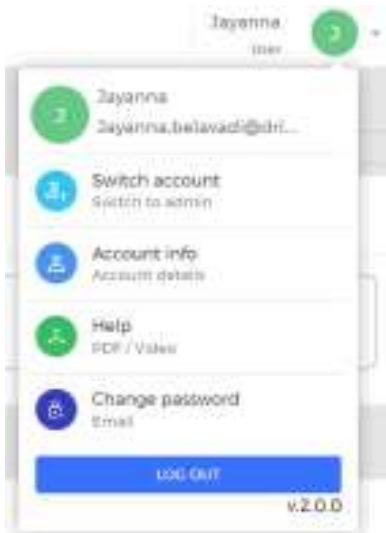 Jayanna
User
J
J
Jayanna
Jayanna.belavadi@dri...
Switch account
Switch to admin
Account info
Account details
Help
PDF / Video
Change password
Email
LOG OUT
v.2.0.0